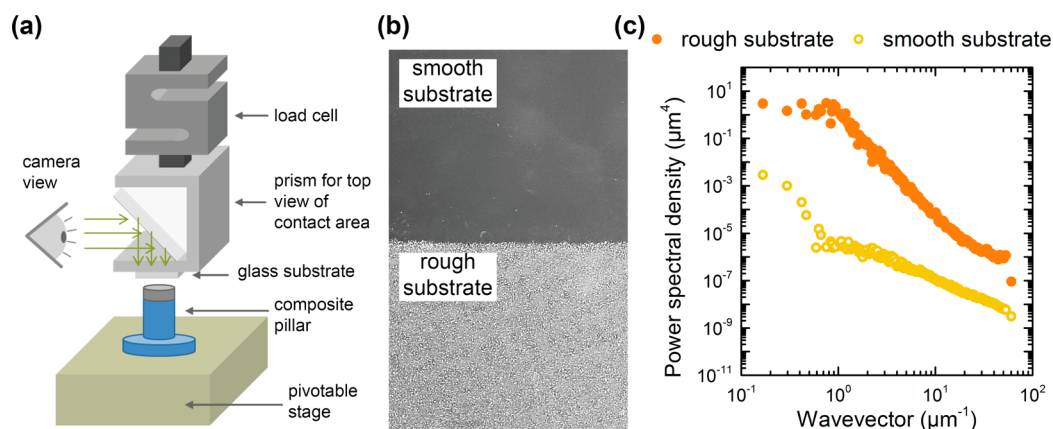 (a)
load cell
camera
view
prism for top
view of
contact area
glass substrate
composite
pillar
pivotable
stage
(b)
smooth
substrate
rough
substrate
(c)
rough substrate
smooth substrate
Power spectral density (µm⁴)
10¹
10⁻¹
10⁻³
10⁻⁵
10⁻⁷
10⁻⁹
10⁻¹¹
10⁻¹ 10⁰ 10¹ 10²
Wavevector (µm⁻¹)